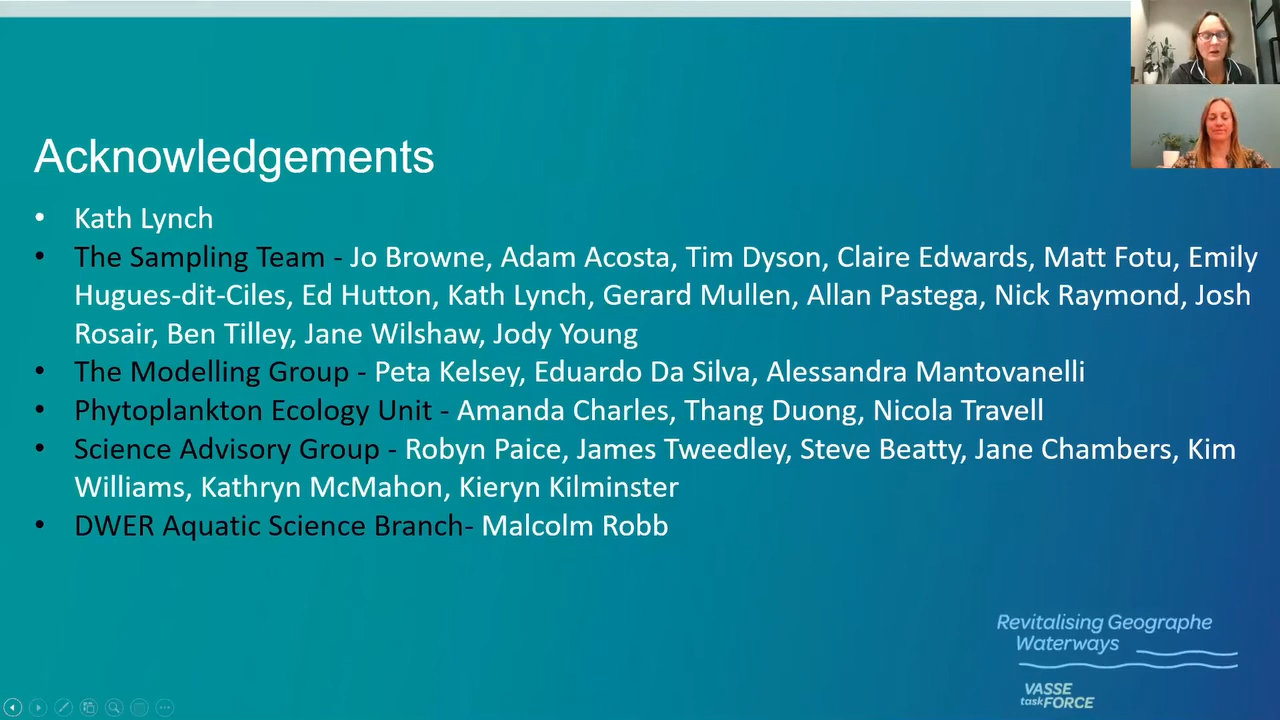 Acknowledgements
• Kath Lynch
• The Sampling Team - Jo Browne, Adam Acosta, Tim Dyson, Claire Edwards, Matt Fotu, Emily
Hugues-dit-Ciles, Ed Hutton, Kath Lynch, Gerard Mullen, Allan Pastega, Nick Raymond, Josh
Rosair, Ben Tilley, Jane Wilshaw, Jody Young
• The Modelling Group - Peta Kelsey, Eduardo Da Silva, Alessandra Mantovanelli
• Phytoplankton Ecology Unit - Amanda Charles, Thang Duong, Nicola Travell
• Science Advisory Group - Robyn Paice, James Tweedley, Steve Beatty, Jane Chambers, Kim
Williams, Kathryn McMahon, Kieryn Kilminster
• DWER Aquatic Science Branch- Malcolm Robb
Revitalising Geographe
Waterways
VASSE
taskFORCE